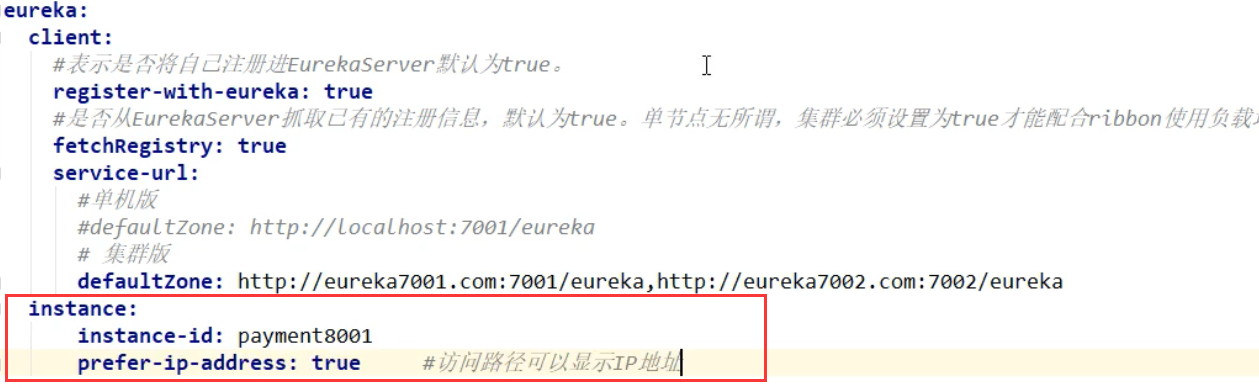 eureka:
client:
#表示是否将自己注册进EurekaServer默认为true。
register-with-eureka: true
#是否从EurekaServer抓取已有的注册信息，默认为true。单节点无所谓，集群必须设置为true才能配合ribbon使用负载
fetchRegistry: true
service-url:
#单机版
#defaultZone: http://localhost:7001/eureka
# 集群版
defaultZone: http://eureka7001.com:7001/eureka,http://eureka7002.com:7002/eureka
instance:
instance-id: payment8001
prefer-ip-address: true #访问路径可以显示IP地址